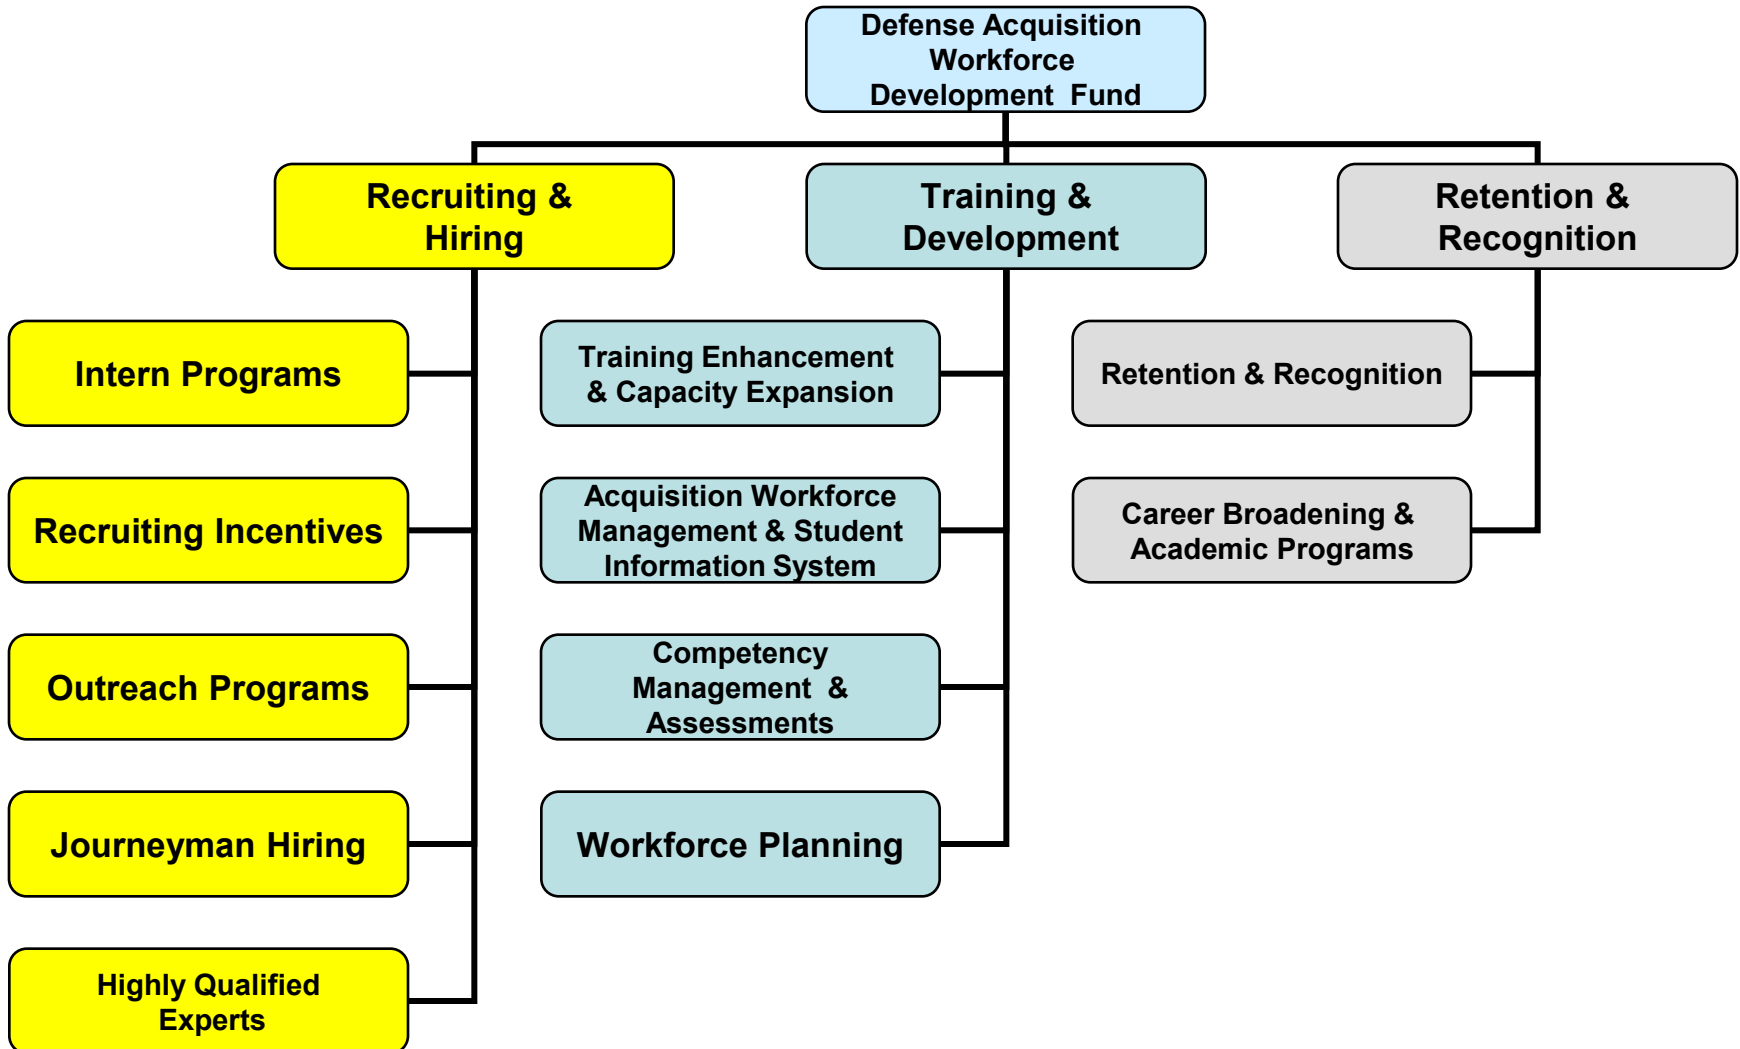 Defense Acquisition
Workforce
Development Fund
Recruiting &
Hiring
Training &
Development
Retention &
Recognition
Intern Programs
Recruiting Incentives
Outreach Programs
Journeyman Hiring
Highly Qualified
Experts
Training Enhancement
& Capacity Expansion
Acquisition Workforce
Management & Student
Information System
Competency
Management &
Assessments
Workforce Planning
Retention & Recognition
Career Broadening &
Academic Programs